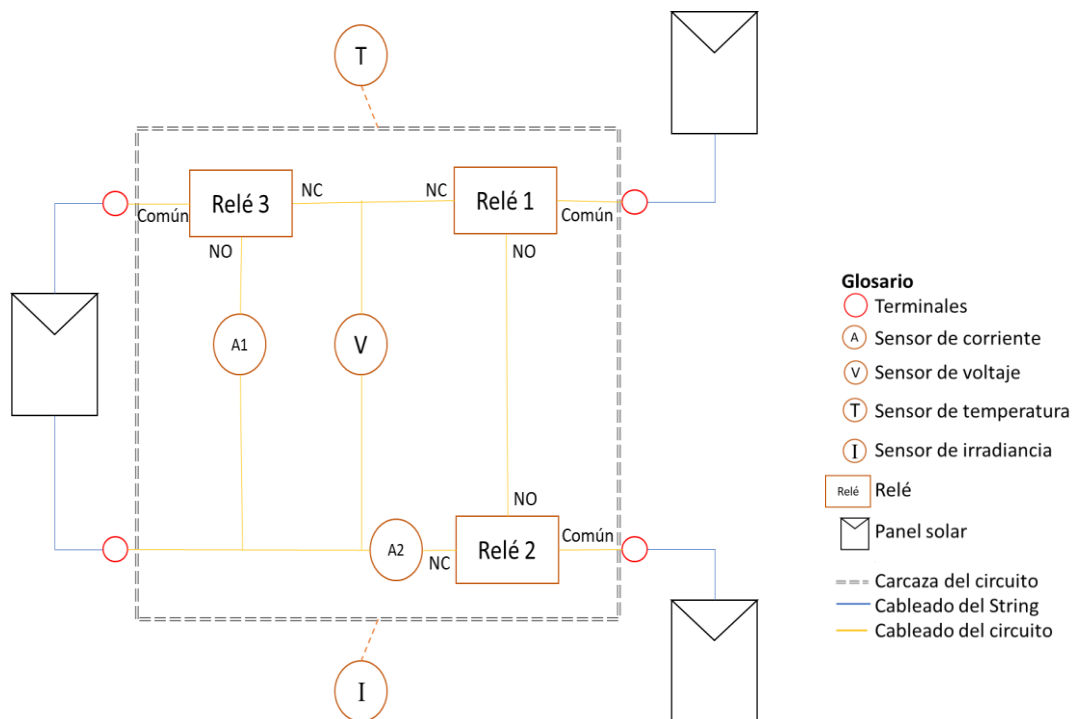 T
NC
NC
Relé 3
Relé 1
Común
Común
NO
NO
A1
V
NO
Común
A2
NC
Relé 2
I
Glosario
Terminales
A Sensor de corriente
V Sensor de voltaje
T Sensor de temperatura
I Sensor de irradiancia
Relé Relé
Panel solar
Carcaza del circuito
Cableado del String
Cableado del circuito